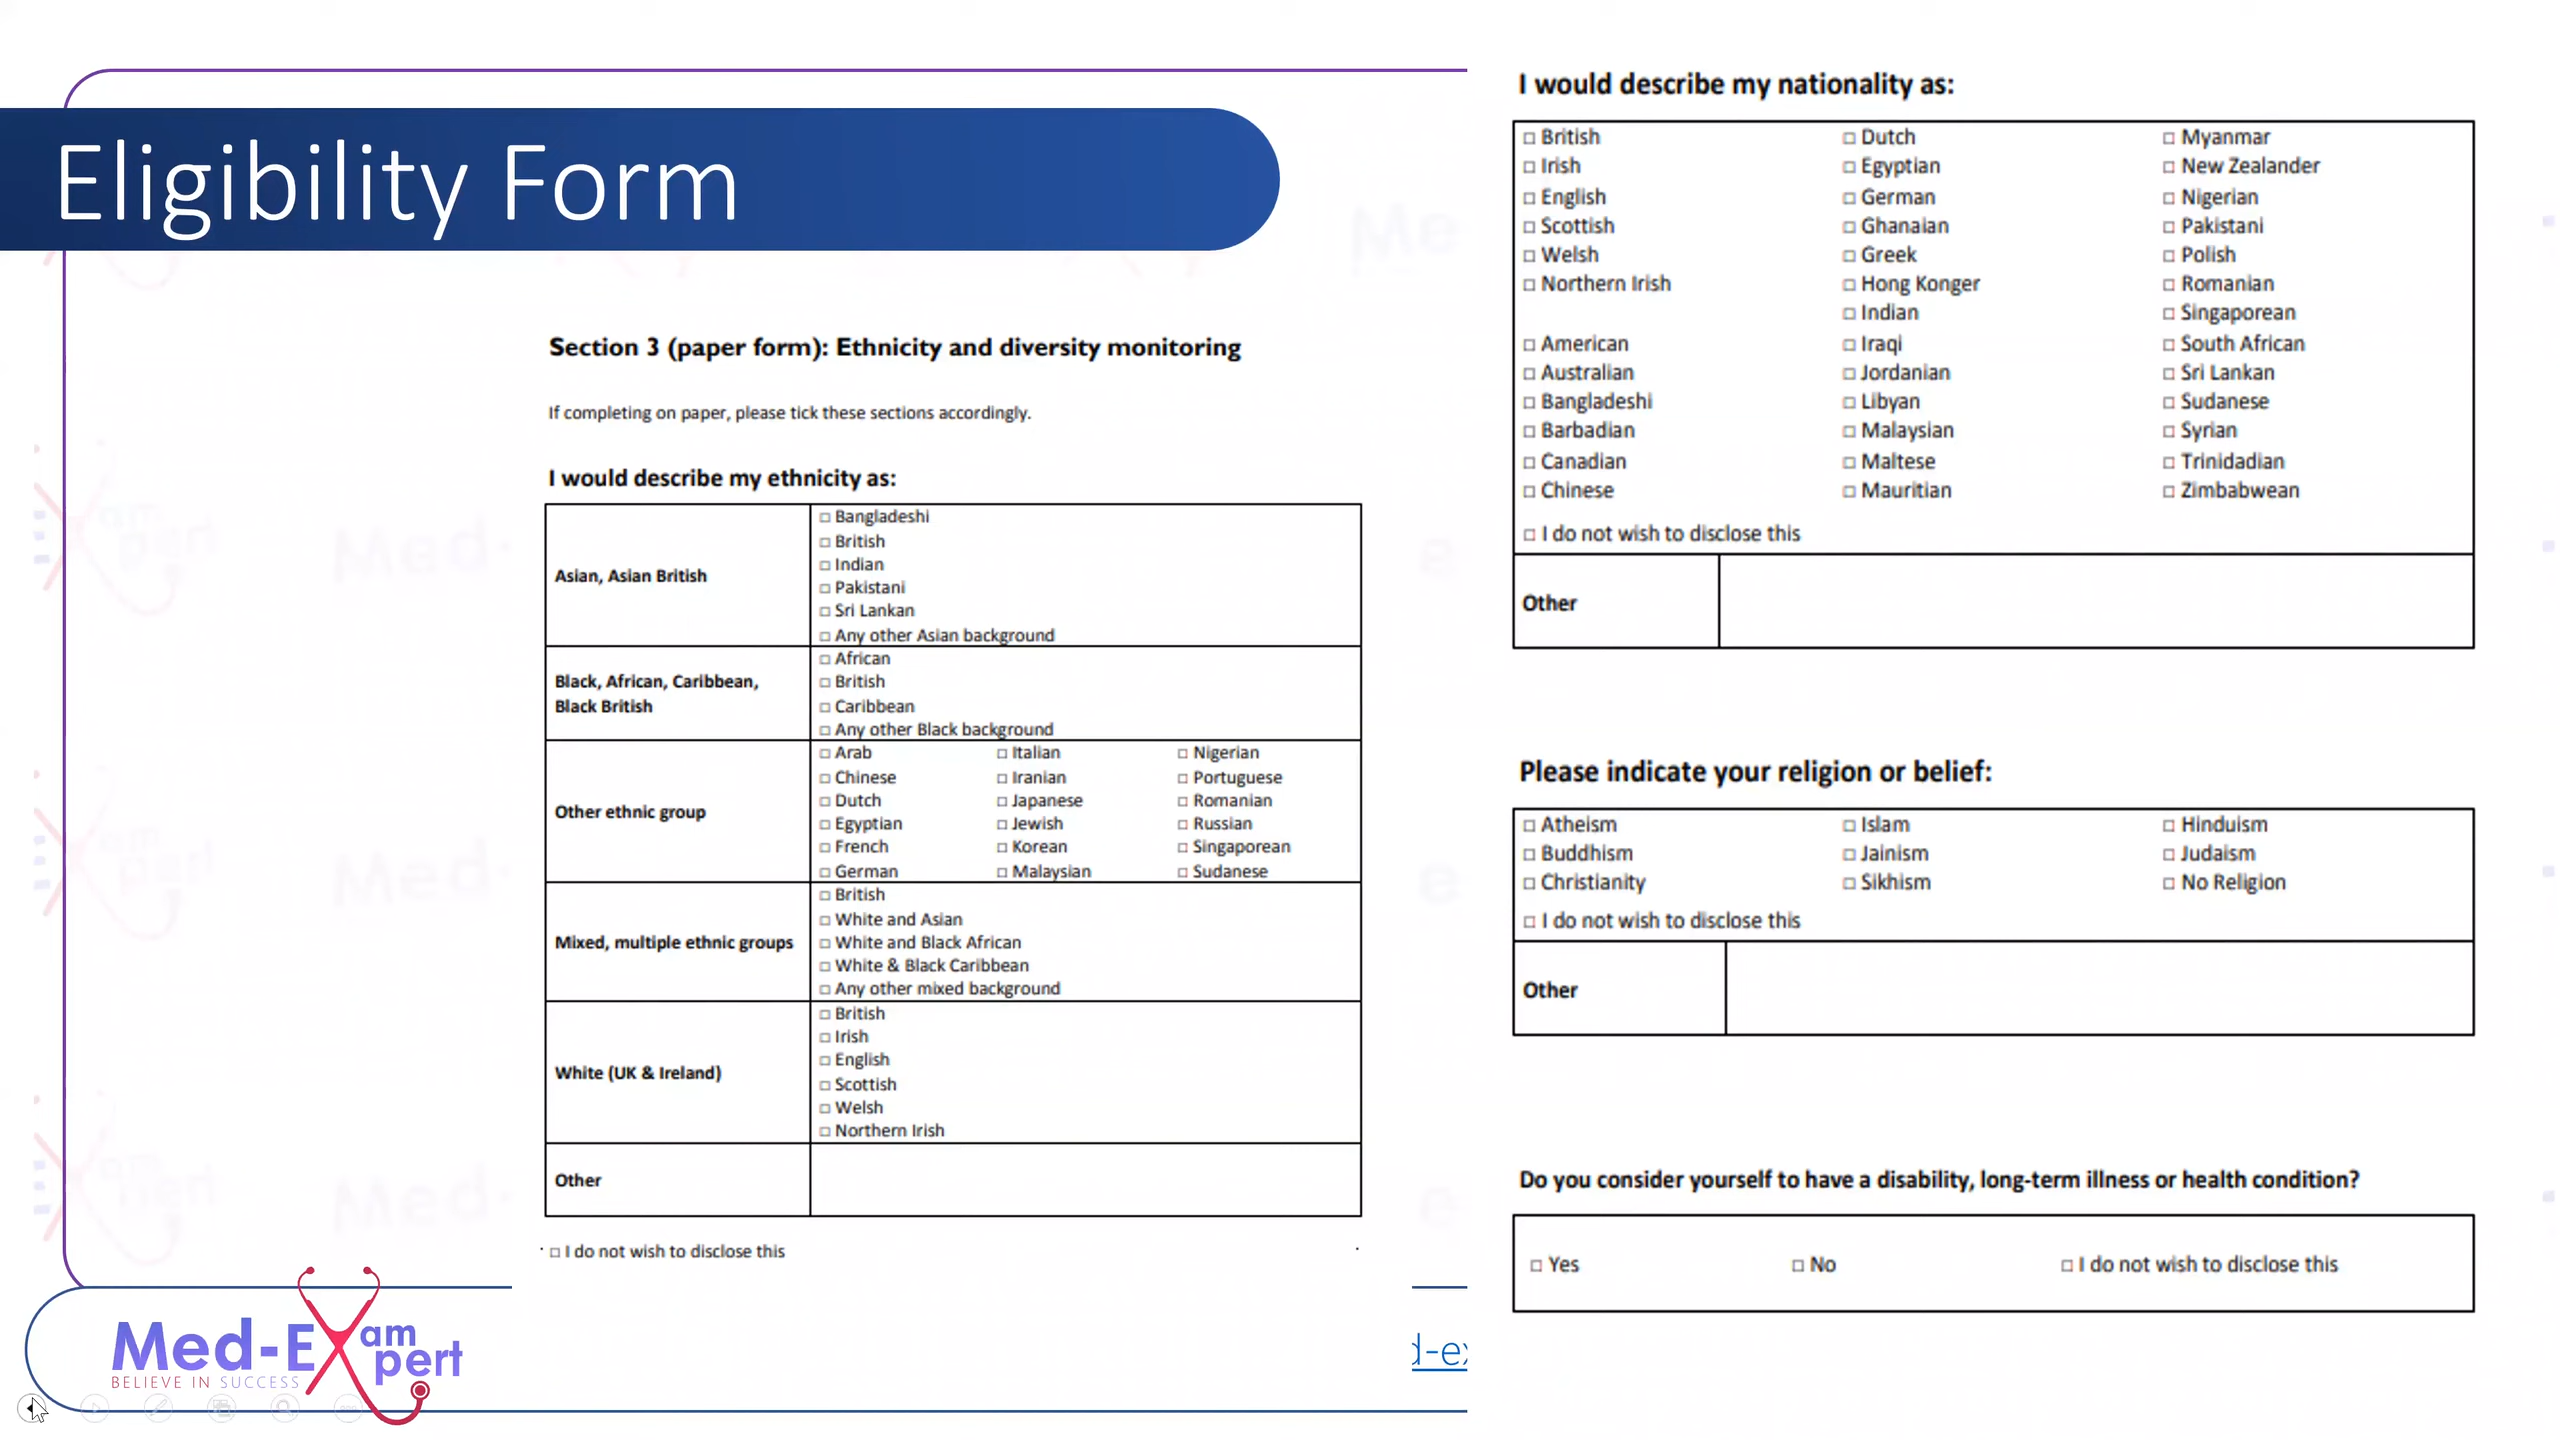 Eligibility Form
Section 3 (paper form): Ethnicity and diversity monitoring
If completing on paper, please tick these sections accordingly.
I would describe my ethnicity as:
Asian, Asian British
□ Bangladeshi
□ British
□ Indian
□ Pakistani
□ Sri Lankan
□ Any other Asian background
Black, African, Caribbean,
Black British
□ African
□ British
□ Caribbean
□ Any other Black background
Other ethnic group
□ Arab □ Italian □ Nigerian
□ Chinese □ Iranian □ Portuguese
□ Dutch □ Japanese □ Romanian
□ Egyptian □ Jewish □ Russian
□ French □ Korean □ Singaporean
□ German □ Malaysian □ Sudanese
Mixed, multiple ethnic groups
□ British
□ White and Asian
□ White and Black African
□ White & Black Caribbean
□ Any other mixed background
White (UK & Ireland)
□ British
□ Irish
□ English
□ Scottish
□ Welsh
□ Northern Irish
Other
□ I do not wish to disclose this
I would describe my nationality as:
□ British □ Dutch □ Myanmar
□ Irish □ Egyptian □ New Zealander
□ English □ German □ Nigerian
□ Scottish □ Ghanaian □ Pakistani
□ Welsh □ Greek □ Polish
□ Northern Irish □ Hong Konger □ Romanian
□ Indian □ Singaporean
□ American □ Iraqi □ South African
□ Australian □ Jordanian □ Sri Lankan
□ Bangladeshi □ Libyan □ Sudanese
□ Barbadian □ Malaysian □ Syrian
□ Canadian □ Maltese □ Trinidadian
□ Chinese □ Mauritian □ Zimbabwean
□ I do not wish to disclose this
Other
Please indicate your religion or belief:
□ Atheism □ Islam □ Hinduism
□ Buddhism □ Jainism □ Judaism
□ Christianity □ Sikhism □ No Religion
□ I do not wish to disclose this
Other
Do you consider yourself to have a disability, long-term illness or health condition?
□ Yes □ No □ I do not wish to disclose this
Med-Exam
Xpert
BELIEVE IN SUCCESS